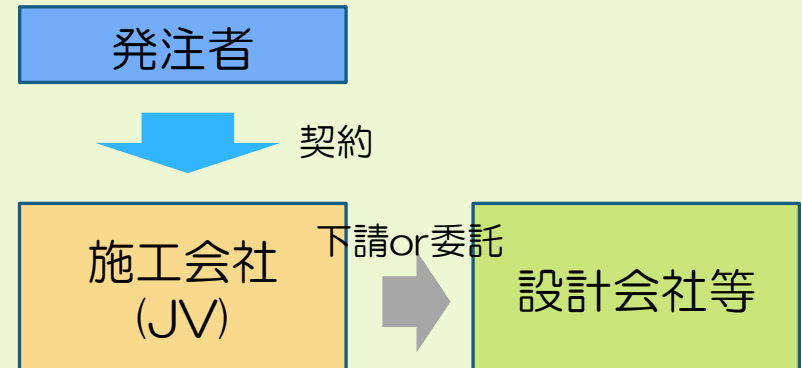 発注者
契約
施工会社
(JV)
下請or委託
設計会社等